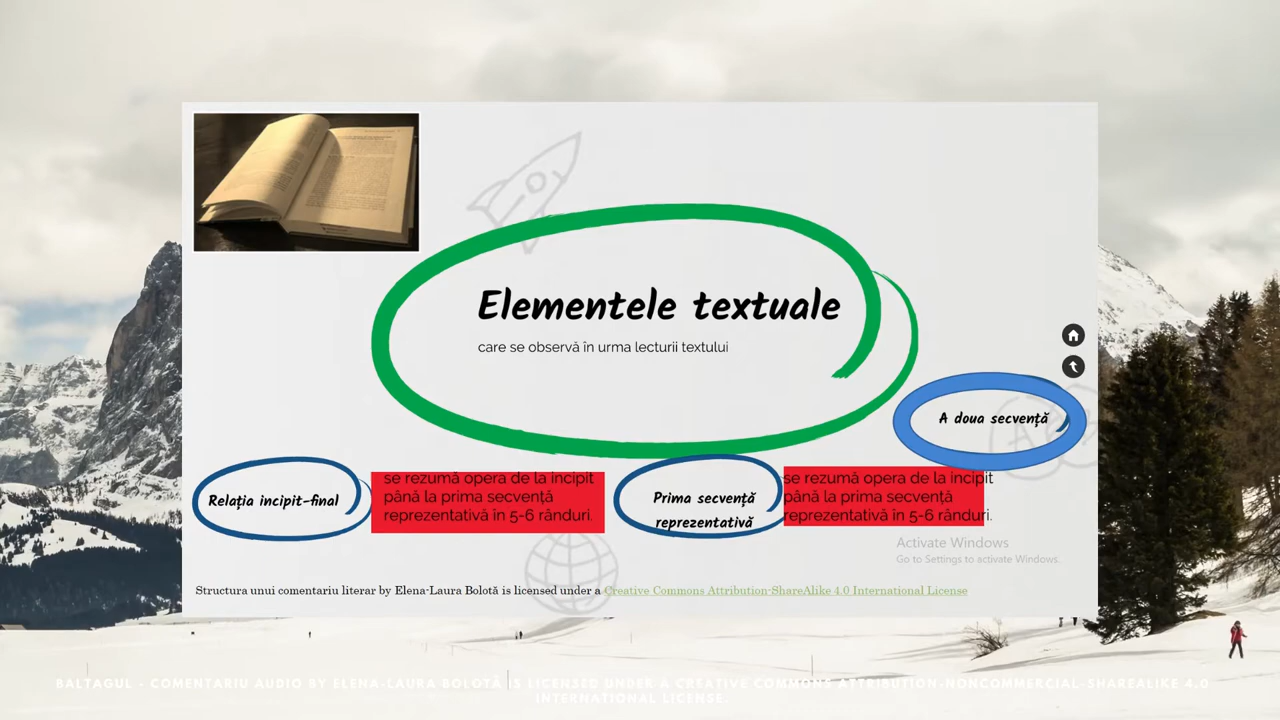 Elementele textuale
care se observă în urma lecturii textului
A doua secvență
Relația incipit-final
se rezumă opera de la incipit
până la prima secvență
reprezentativă în 5-6 rânduri.
Prima secvență
reprezentativă
se rezumă opera de la incipit
până la prima secvență
reprezentativă în 5-6 rânduri.
Activate Windows
Go to Settings to activate Windows.
Structura unui comentariu literar by Elena-Laura Bolotă is licensed under a Creative Commons Attribution-ShareAlike 4.0 International License
BALTAGUL - COMENTARIU AUDIO BY ELENA-LAURA BOLOTĂ IS LICENSED UNDER A CREATIVE COMMONS ATTRIBUTION-NONCOMMERCIAL-SHAREALIKE 4.0
INTERNATIONAL LICENSE.